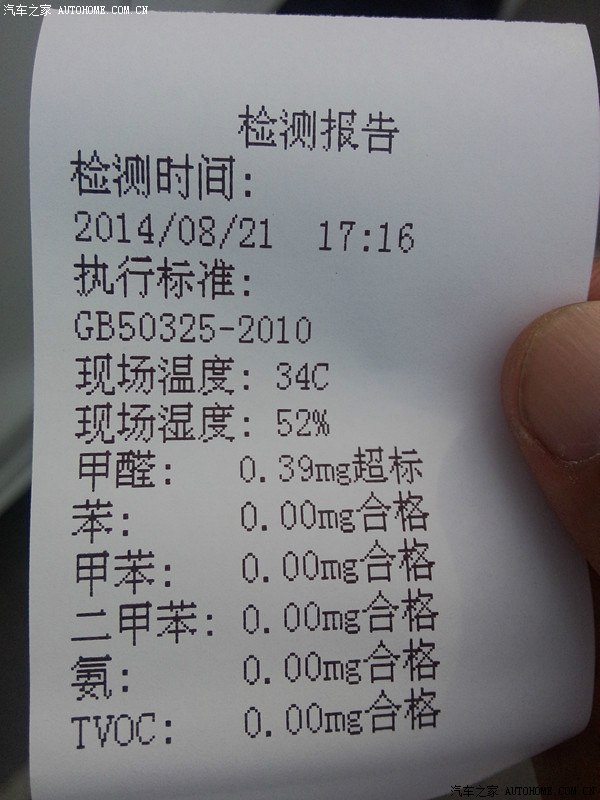 汽车之家 AUTOHOME.COM.CN
检测报告
检测时间:
2014/08/21 17:16
执行标准:
GB50325-2010
现场温度: 34C
现场湿度: 52%
甲醛: 0.39mg超标
苯: 0.00mg合格
甲苯: 0.00mg合格
二甲苯: 0.00mg合格
氨: 0.00mg合格
TVOC: 0.00mg合格
汽车之家 AUTOHOME.COM.CN